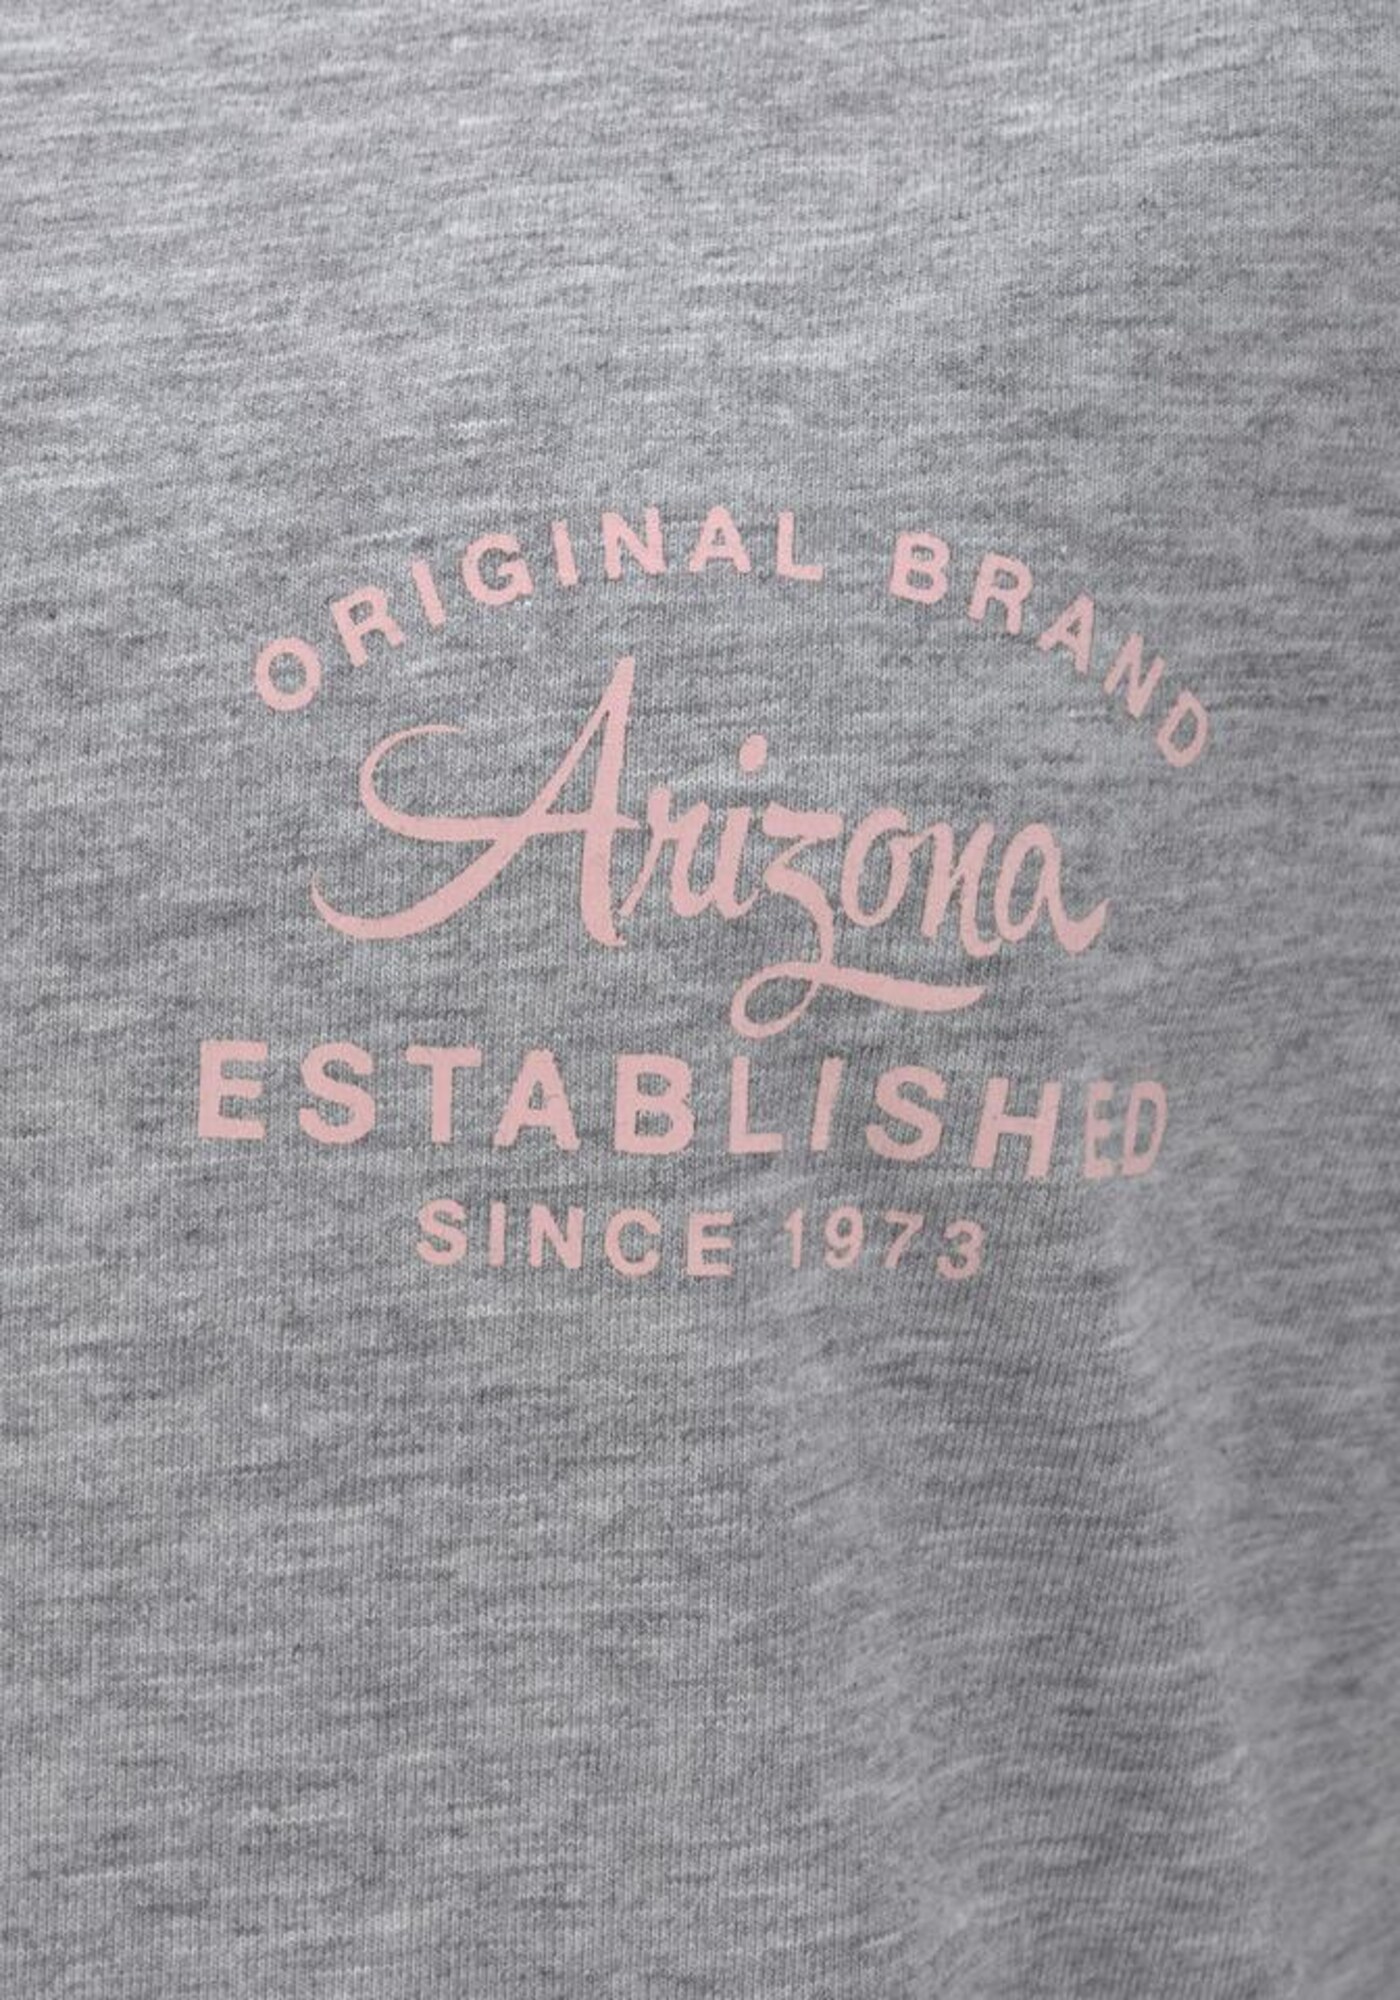 ORIGINAL BRAND
Arizona
ESTABLISHED
SINCE 1973